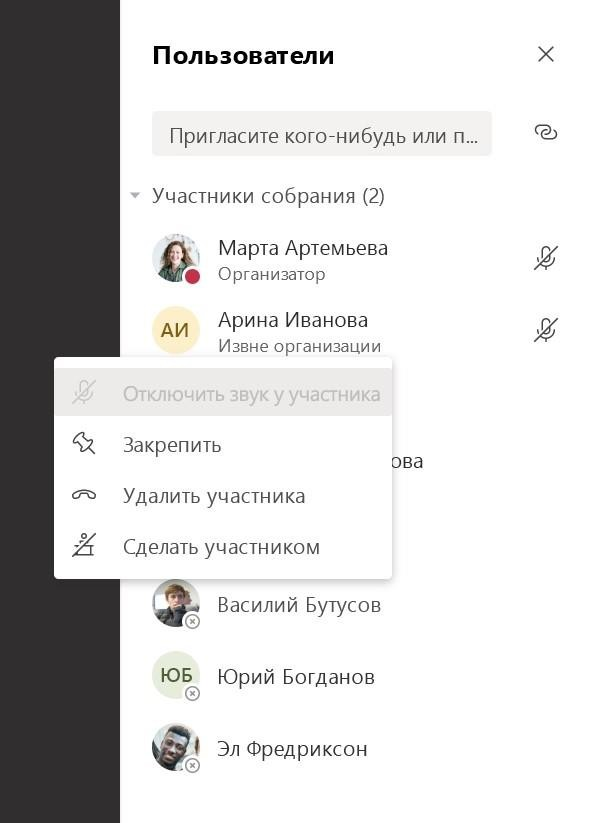 Пользователи
Пригласите кого-нибудь или п...
Участники собрания (2)
Марта Артемьева
Организатор
АИ
Арина Иванова
Извне организации
Отключить звук у участника
Закрепить
ова
Удалить участника
Сделать участником
Василий Бутусов
ЮБ
Юрий Богданов
Эл Фредриксон